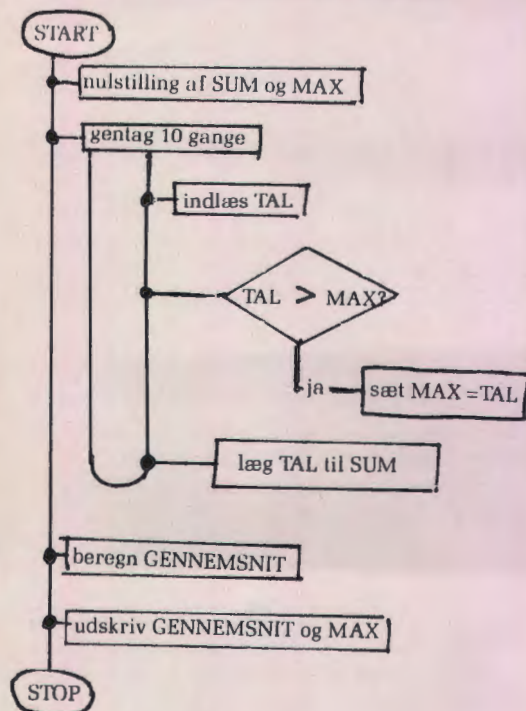 START
nulstilling af SUM og MAX
gentag 10 gange
indlæs TAL
TAL > MAX?
ja
sæt MAX =TAL
læg TAL til SUM
beregn GENNEMSNIT
udskriv GENNEMSNIT og MAX
STOP